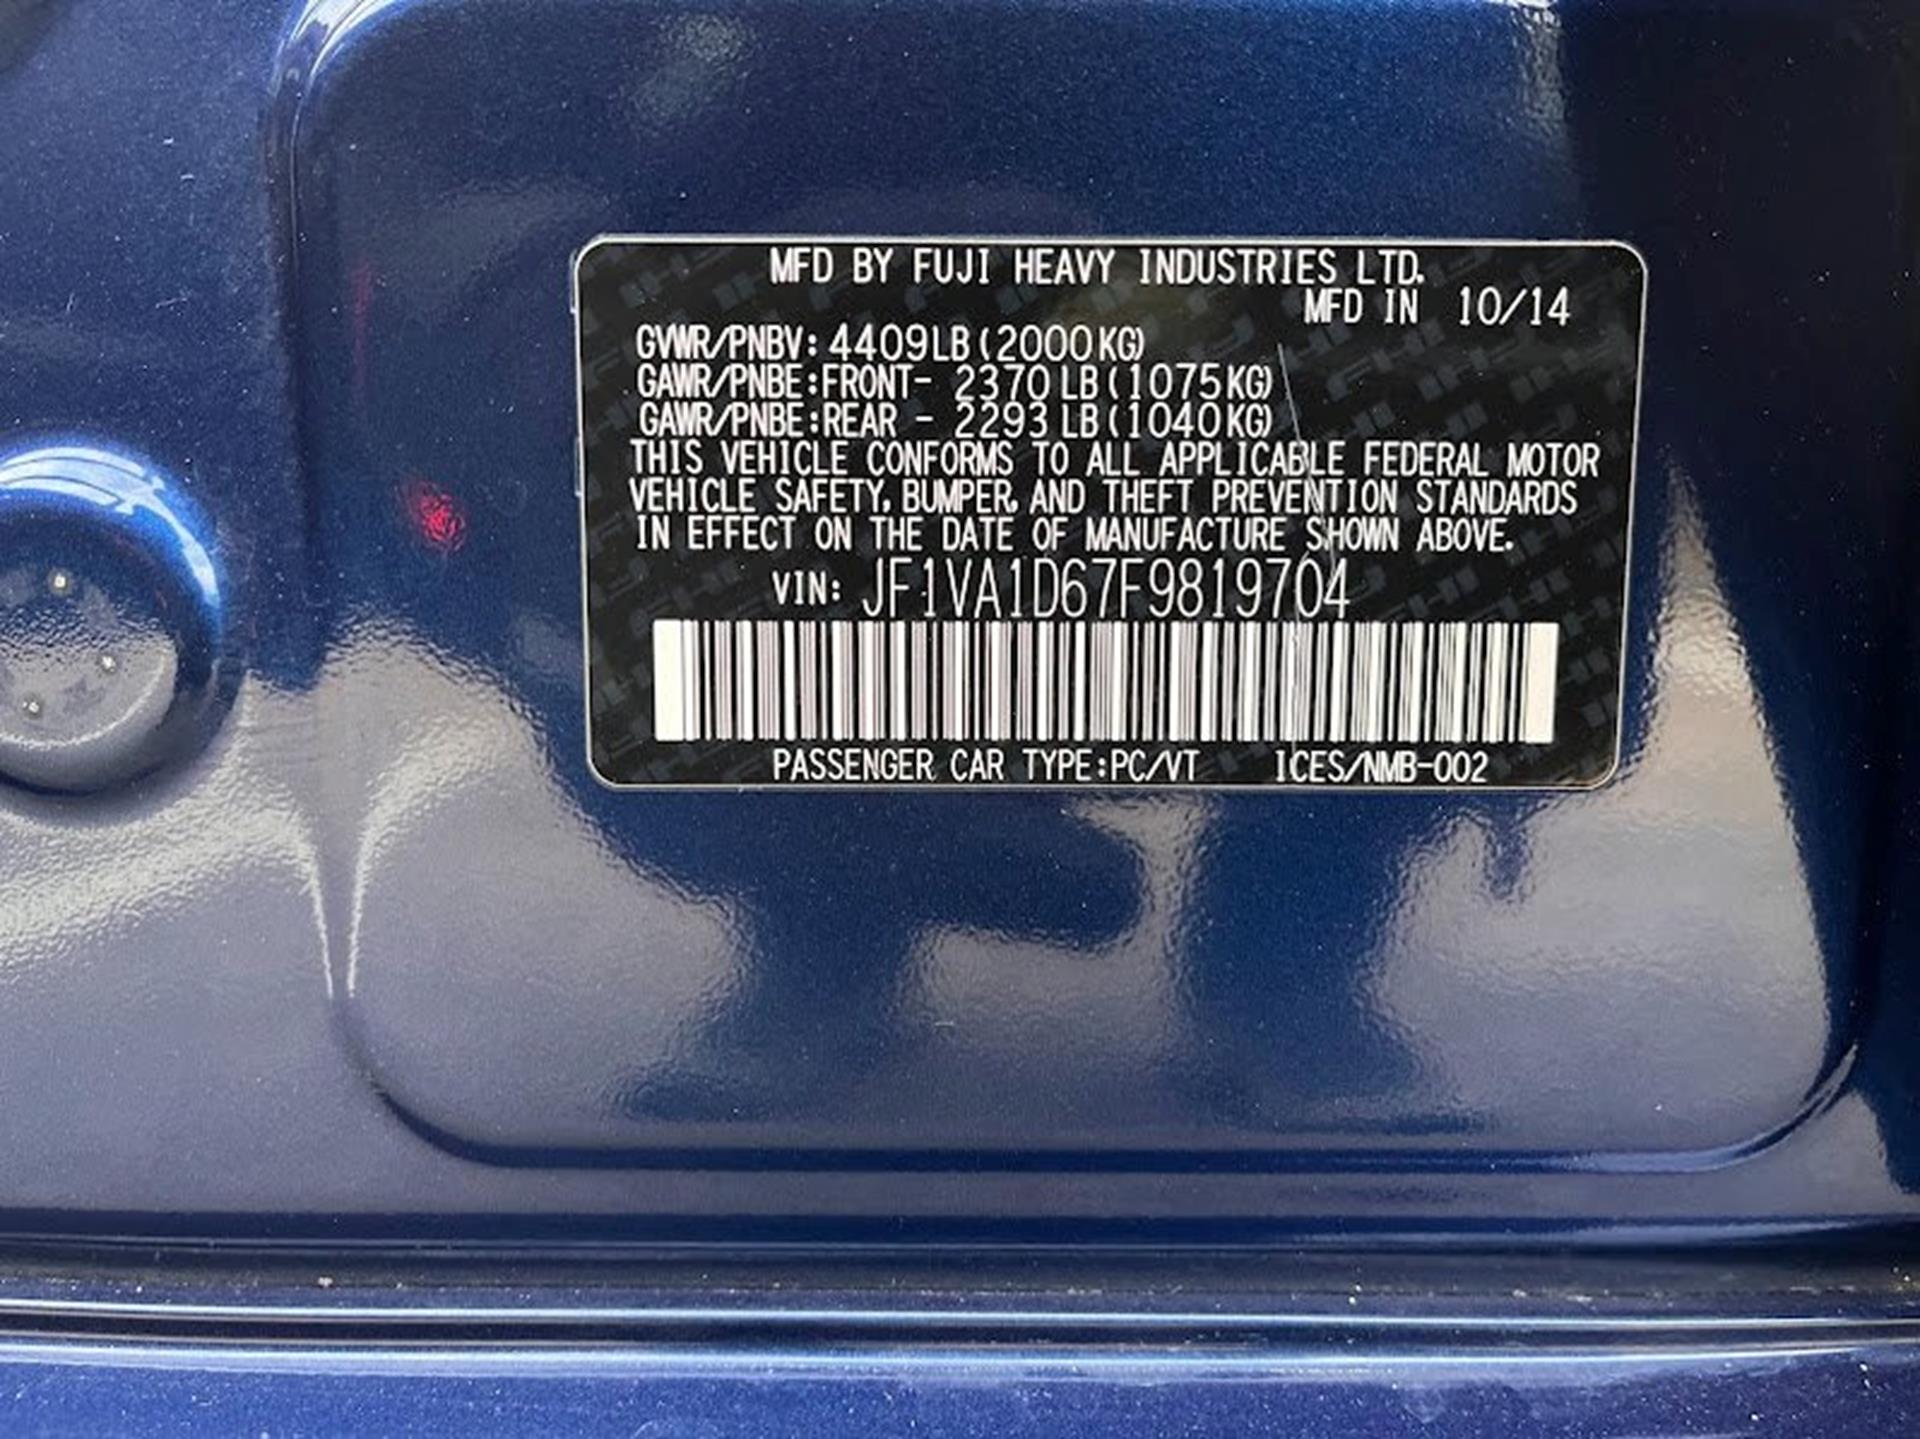 MFD BY FUJI HEAVY INDUSTRIES LTD.
MFD IN 10/14
GVWR/PNBV: 4409LB (2000KG)
GAWR/PNBE:FRONT- 2370 LB (1075KG)
GAWR/PNBE:REAR - 2293 LB (1040KG)
THIS VEHICLE CONFORMS TO ALL APPLICABLE FEDERAL MOTOR
VEHICLE SAFETY, BUMPER, AND THEFT PREVENTION STANDARDS
IN EFFECT ON THE DATE OF MANUFACTURE SHOWN ABOVE.
VIN: JF1VA1D67F9819704
PASSENGER CAR TYPE:PC/VT ICES/NMB-002